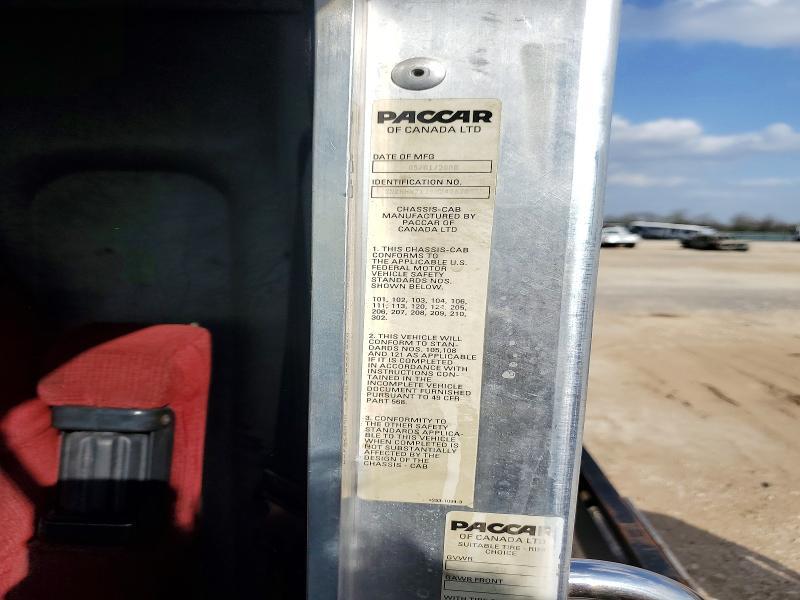 PACCAR
OF CANADA LTD
DATE OF MFG
IDENTIFICATION NO.
CHASSIS-CAB
MANUFACTURED BY
PACCAR OF
CANADA LTD
1. THIS CHASSIS-CAB
CONFORMS TO
THE APPLICABLE U.S.
FEDERAL MOTOR
VEHICLE SAFETY
STANDARDS NOS.
SHOWN BELOW.
101, 102, 103, 104, 106,
111, 113, 120, 124, 205,
206, 207, 208, 209, 210,
302.
2. THIS VEHICLE WILL
CONFORM TO STAN-
DARDS NOS. 105,108
AND 121 AS APPLICABLE
IF IT IS COMPLETED
IN ACCORDANCE WITH
INSTRUCTIONS CON-
TAINED IN THE
INCOMPLETE VEHICLE
DOCUMENT FURNISHED
PURSUANT TO 49 CFR
PART 568.
3. CONFORMITY TO
THE OTHER SAFETY
STANDARDS APPLICA-
BLE TO THIS VEHICLE
WHEN COMPLETED IS
NOT SUBSTANTIALLY
AFFECTED BY THE
DESIGN OF THE
CHASSIS - CAB
PACCAR
OF CANADA LTD
SUITABLE TIRE - RIM
CHOICE
GVWR
GAWR FRONT
WITH TIRE